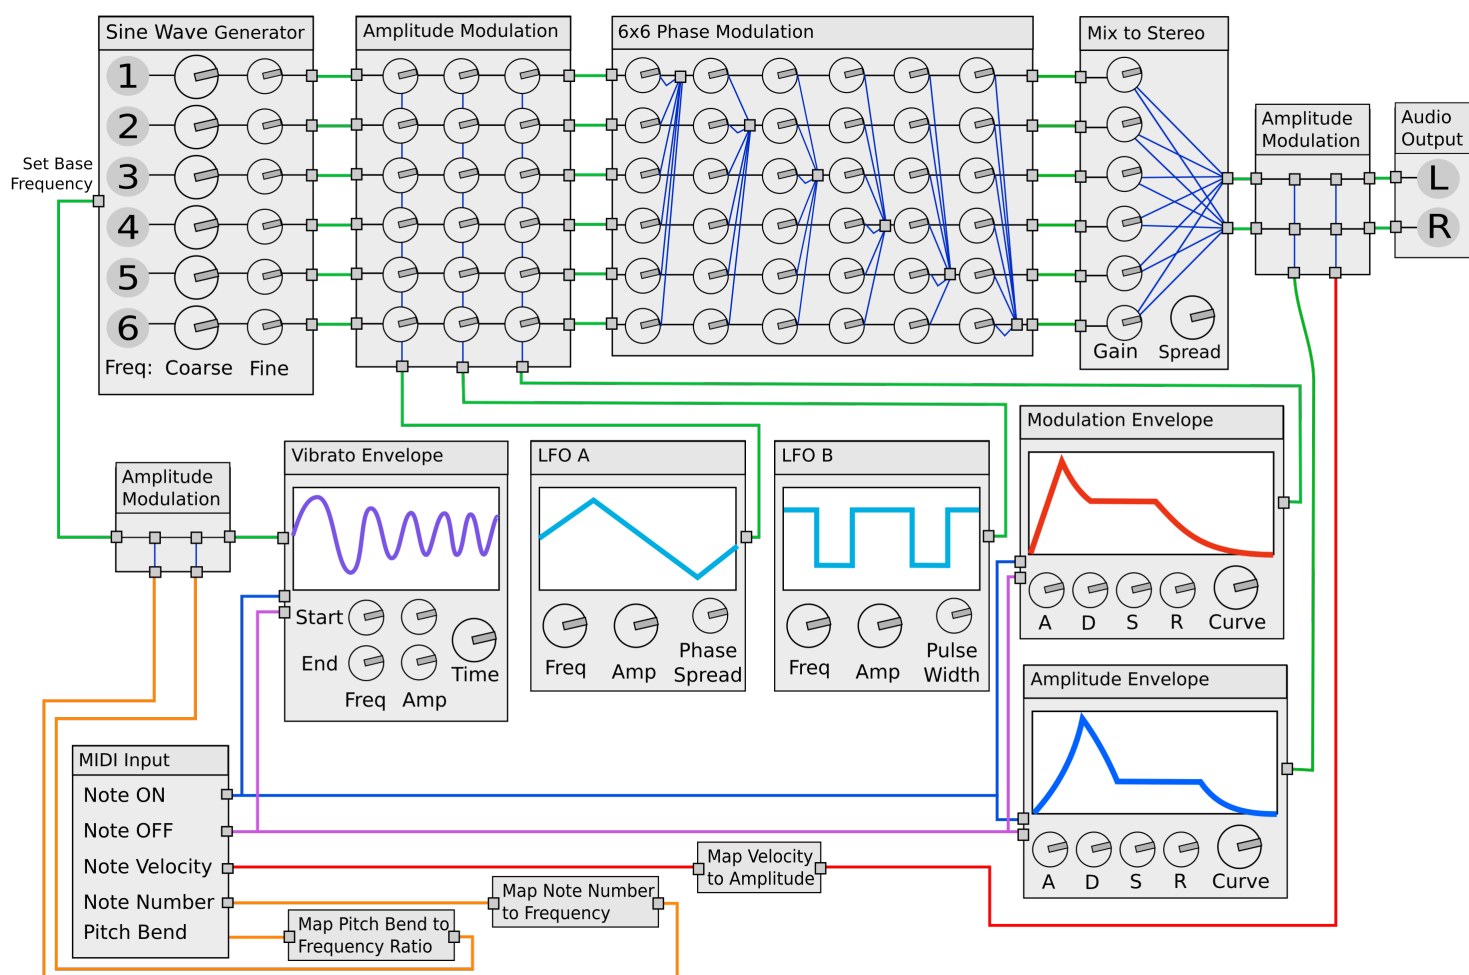 Sine Wave Generator
1
2
3
4
5
6
Freq: Coarse Fine
Set Base
Frequency
Amplitude Modulation
6x6 Phase Modulation
Mix to Stereo
Gain Spread
Amplitude
Modulation
Audio
Output
L
R
Amplitude
Modulation
Vibrato Envelope
Start
End
Time
Freq Amp
LFO A
Freq Amp
Phase
Spread
LFO B
Freq Amp
Pulse
Width
Modulation Envelope
A D S R Curve
Amplitude Envelope
A D S R Curve
MIDI Input
Note ON
Note OFF
Note Velocity
Note Number
Pitch Bend
Map Velocity
to Amplitude
Map Note Number
to Frequency
Map Pitch Bend to
Frequency Ratio